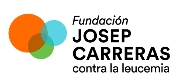 Fundación
JOSEP
CARRERAS
contra la leucemia